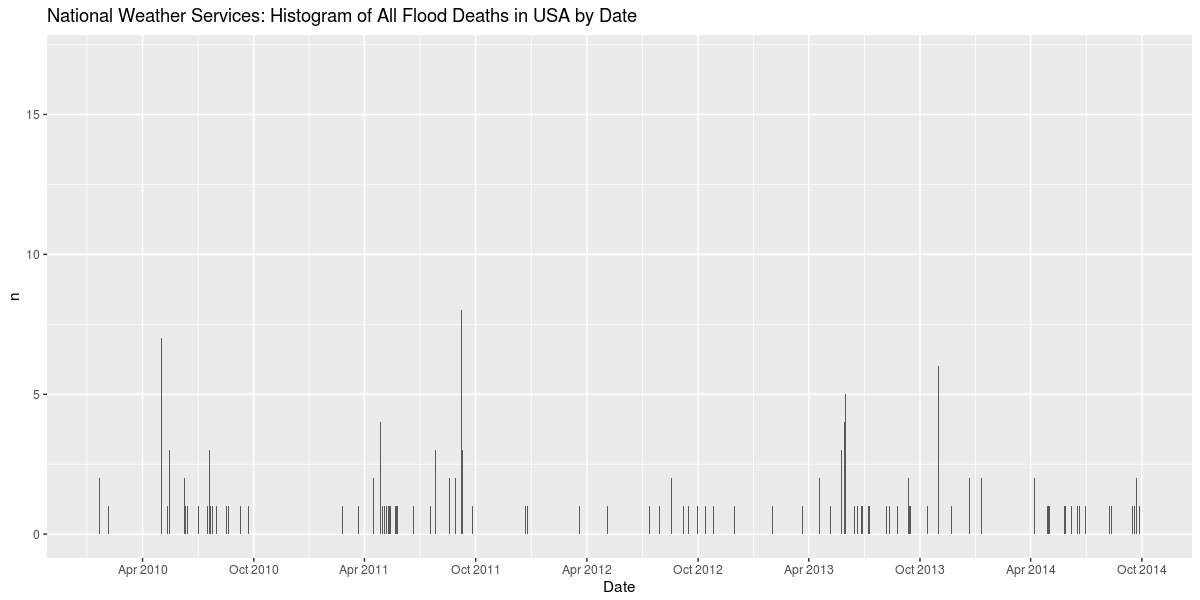 National Weather Services: Histogram of All Flood Deaths in USA by Date
15
10
5
0
n
Apr 2010 Oct 2010 Apr 2011 Oct 2011 Apr 2012 Oct 2012 Apr 2013 Oct 2013 Apr 2014 Oct 2014
Date